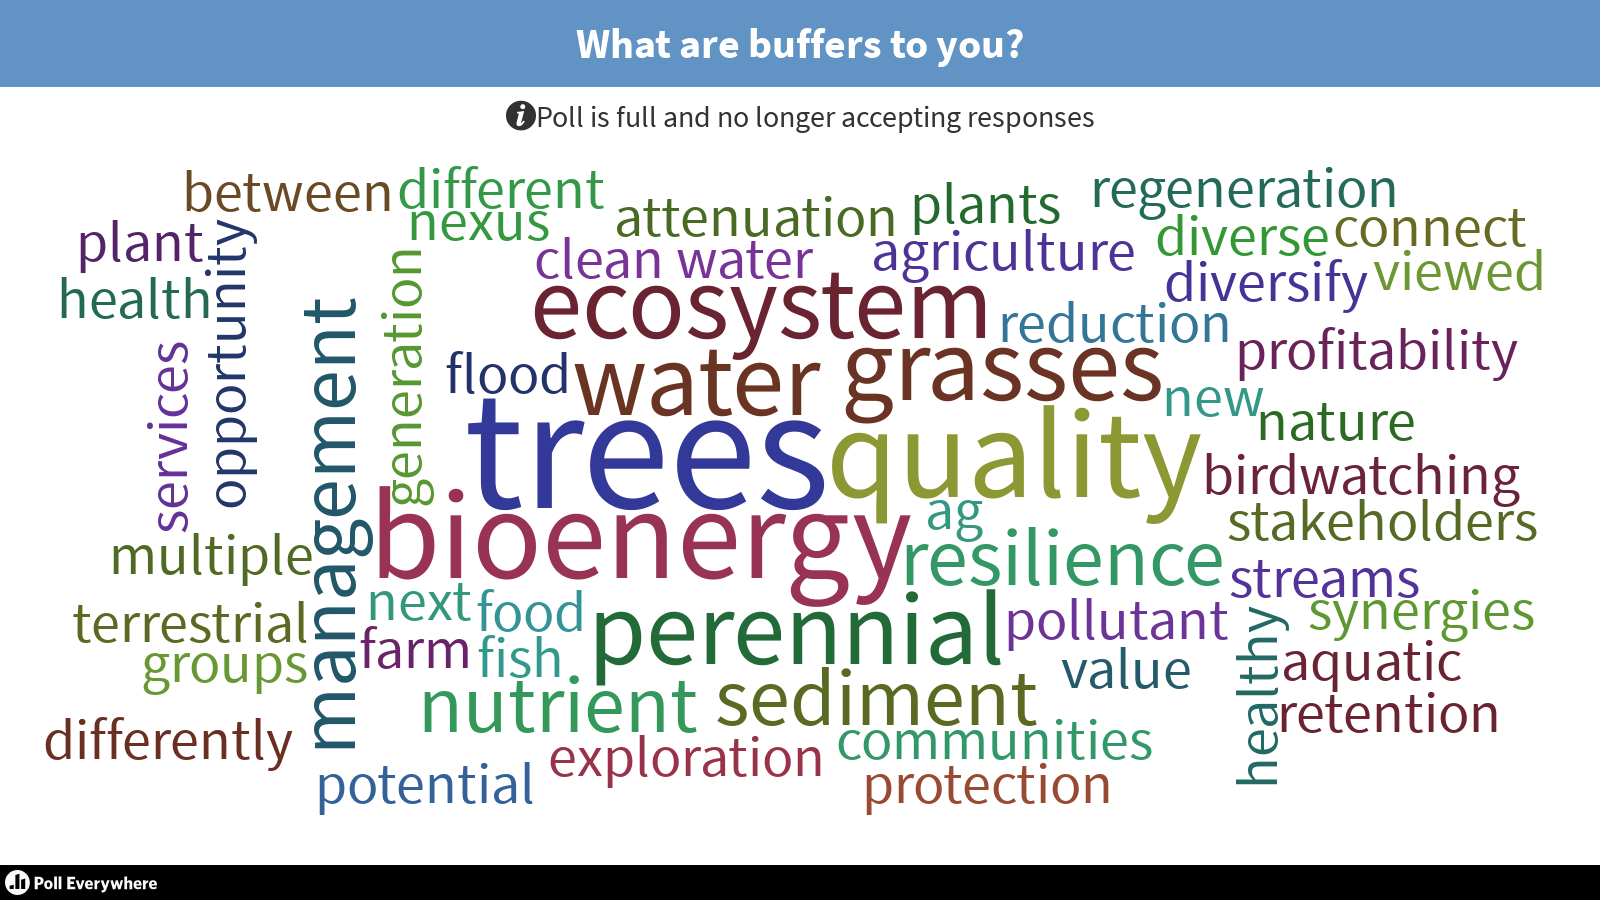 What are buffers to you?
Poll is full and no longer accepting responses
between
different
regeneration
plants
nexus
attenuation
connect
plant
diverse
agriculture
clean water
viewed
diversify
health
opportunity
ecosystem
reduction
generation
profitability
flood
water
grasses
new
services
management
nature
trees
quality
birdwatching
ag
stakeholders
bioenergy
multiple
resilience
streams
next
food
synergies
terrestrial
perennial
pollutant
farm
fish
groups
value
healthy
aquatic
nutrient
sediment
retention
differently
communities
exploration
potential
protection
Poll Everywhere